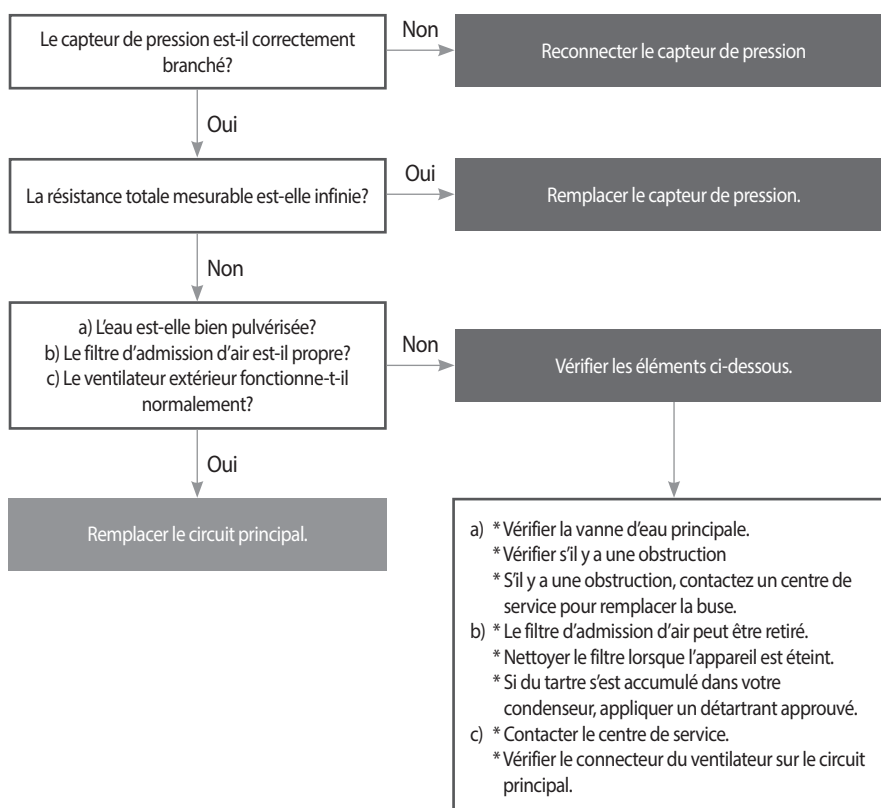 Le capteur de pression est-il correctement
branché?
Non
Reconnecter le capteur de pression
Oui
La résistance totale mesurable est-elle infinie?
Oui
Remplacer le capteur de pression.
Non
a) L'eau est-elle bien pulvérisée?
b) Le filtre d'admission d'air est-il propre?
c) Le ventilateur extérieur fonctionne-t-il
normalement?
Non
Vérifier les éléments ci-dessous.
Oui
Remplacer le circuit principal.
a) * Vérifier la vanne d'eau principale.
* Vérifier s'il y a une obstruction
* S'il y a une obstruction, contactez un centre de
service pour remplacer la buse.
b) * Le filtre d'admission d'air peut être retiré.
* Nettoyer le filtre lorsque l'appareil est éteint.
* Si du tartre s'est accumulé dans votre
condenseur, appliquer un détartrant approuvé.
c) * Contacter le centre de service.
* Vérifier le connecteur du ventilateur sur le circuit
principal.